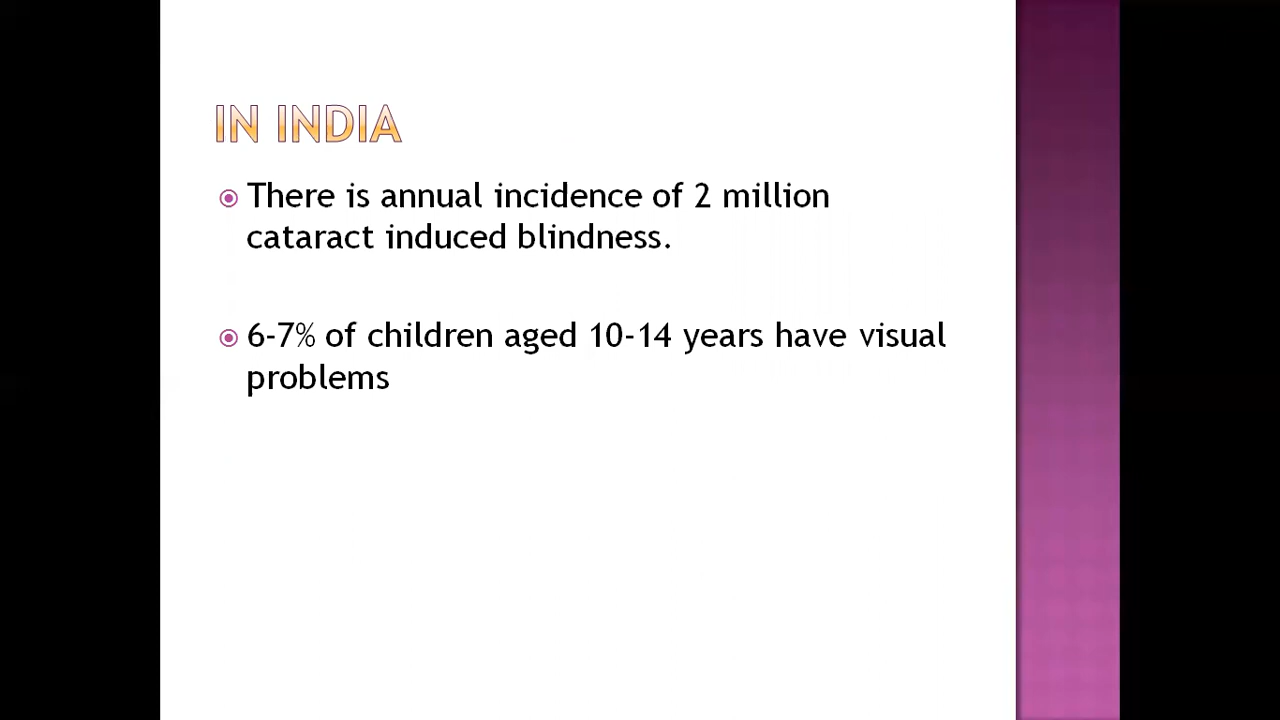 IN INDIA
There is annual incidence of 2 million
cataract induced blindness.
6-7% of children aged 10-14 years have visual
problems